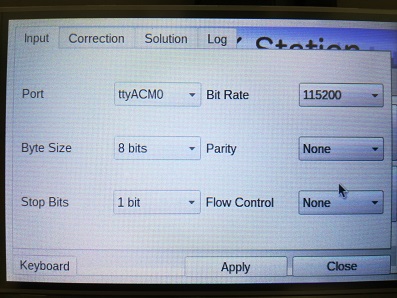 Input Correction Solution Log Station
Port ttyACM0 Bit Rate 115200
Byte Size 8 bits Parity None
Stop Bits 1 bit Flow Control None
Keyboard Apply Close